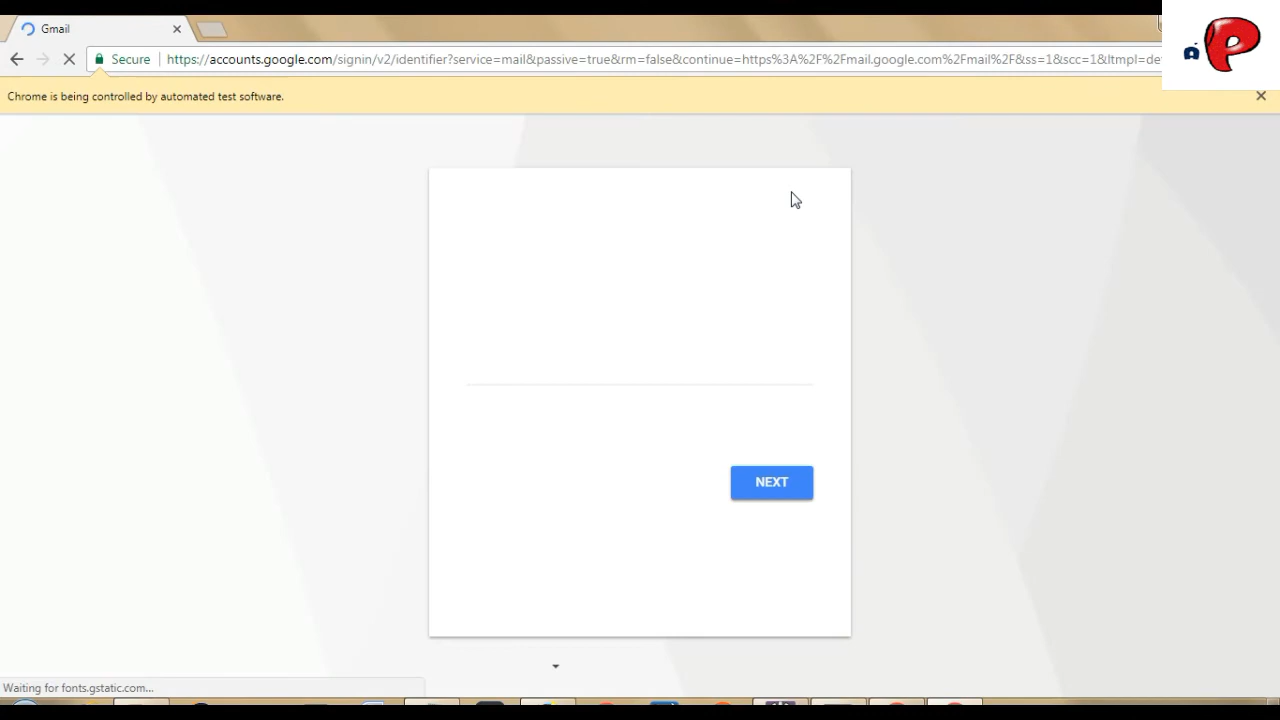 Gmail
Secure
https://accounts.google.com/signin/v2/identifier?service=mail&passive=true&rm=false&continue=https%3A%2F%2Fmail.google.com%2Fmail%2F&ss=1&scc=1&ltmpl=de
Chrome is being controlled by automated test software.
NEXT
Waiting for fonts.gstatic.com...
P